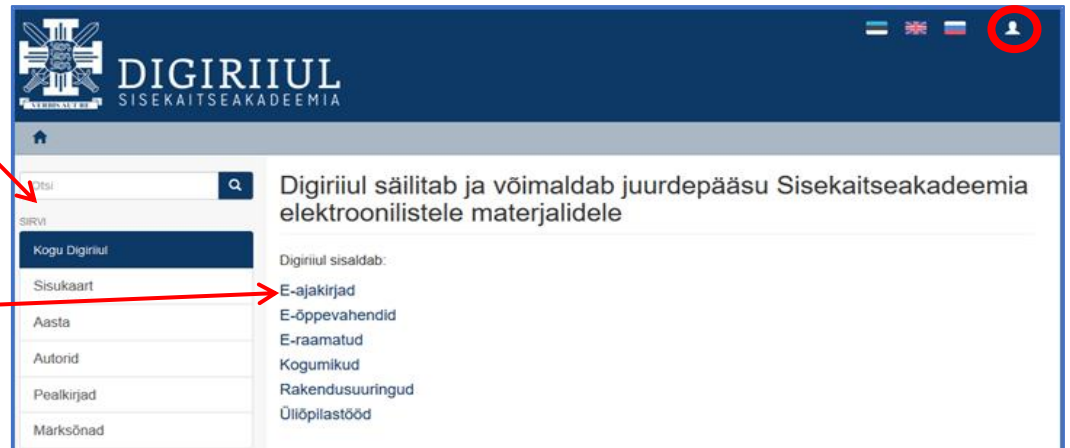 DIGIRIIUL
SISEKAITSEAKADEEMIA
Otsi
SIRVI
Kogu Digiriiul
Sisukaart
Aasta
Autorid
Pealkirjad
Märksõnad
Digiriiul säilitab ja võimaldab juurdepääsu Sisekaitseakadeemia
elektroonilistele materjalidele
Digiriiul sisaldab:
E-ajakirjad
E-õppevahendid
E-raamatud
Kogumikud
Rakendusuuringud
Üliõpilastööd